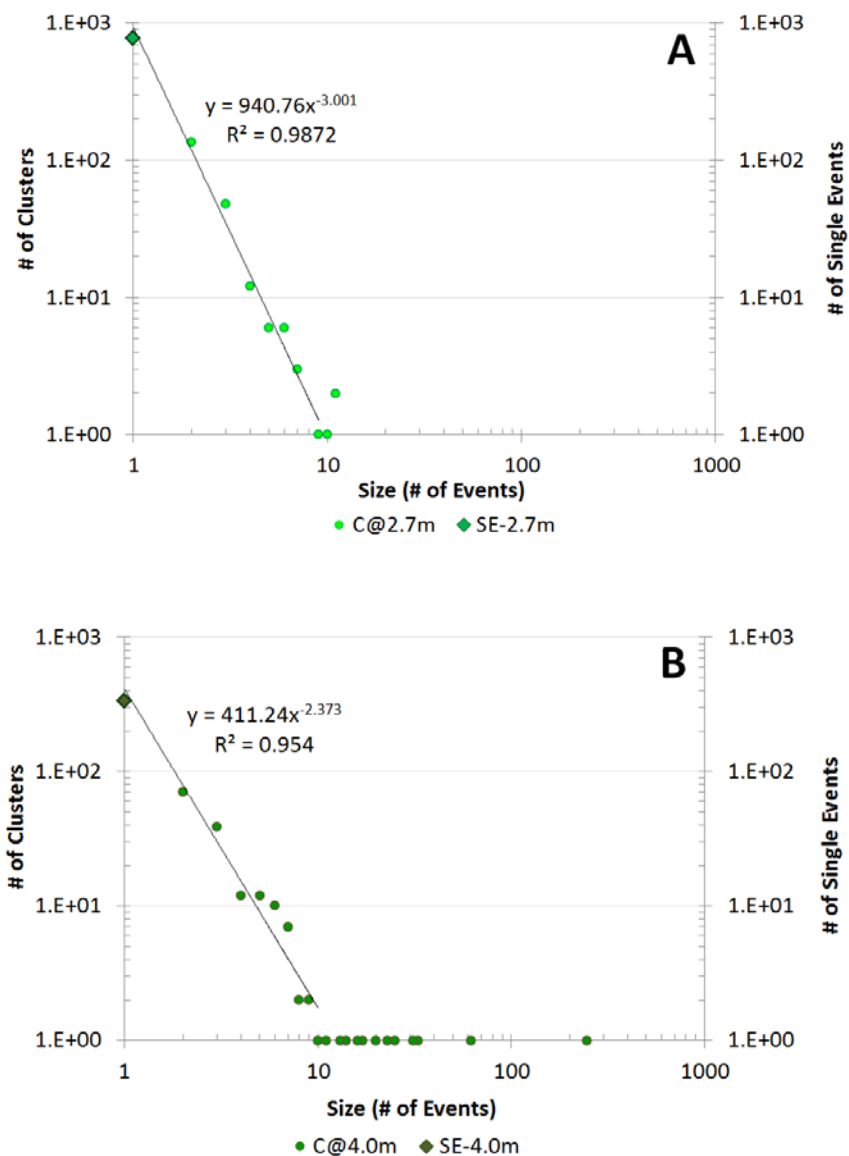 A
1.E+03
1.E+02
1.E+01
1.E+00
# of Clusters
y = 940.76x^-3.001
R² = 0.9872
1.E+03
1.E+02
1.E+01
1.E+00
# of Single Events
1 10 100 1000
Size (# of Events)
C@2.7m SE-2.7m
B
1.E+03
1.E+02
1.E+01
1.E+00
# of Clusters
y = 411.24x^-2.373
R² = 0.954
1.E+03
1.E+02
1.E+01
1.E+00
# of Single Events
1 10 100 1000
Size (# of Events)
C@4.0m SE-4.0m